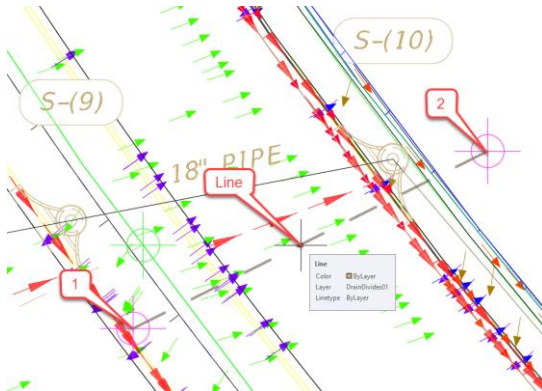 S-(10)
S-(9)
2
18" PIPE
Line
1
Line
Color ByLayer
Layer DrainDivides01
Linetype ByLayer